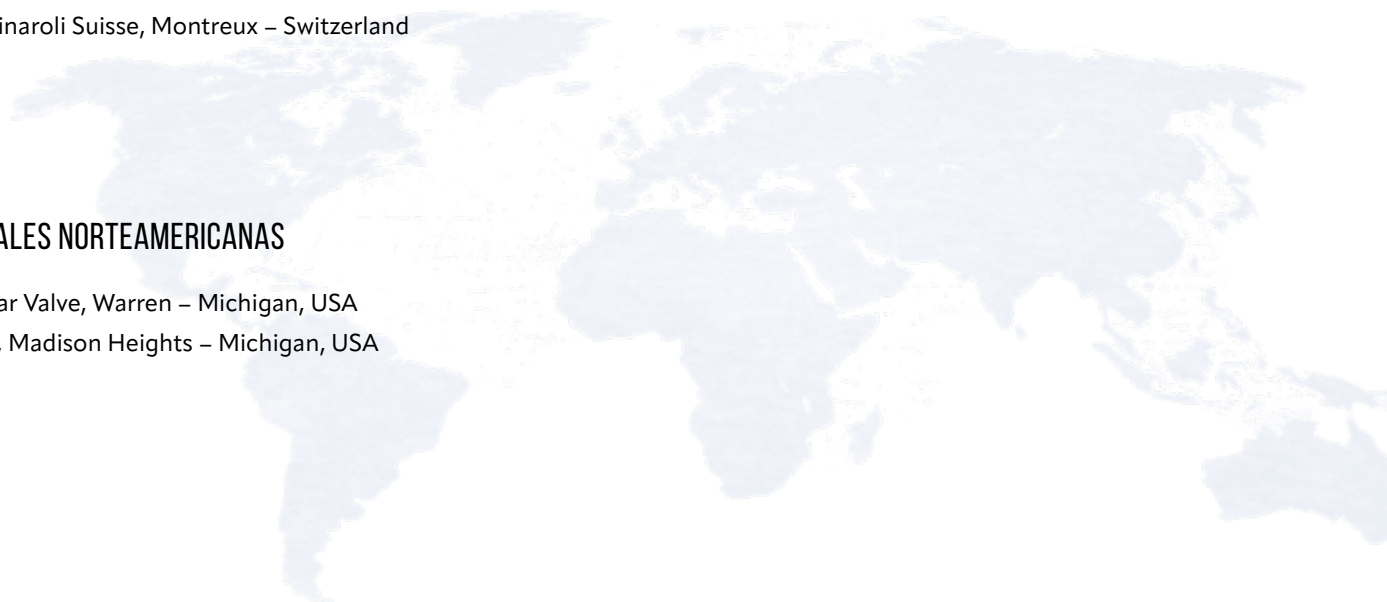 inaroli Suisse, Montreux – Switzerland
ALES NORTEAMERICANAS
ar Valve, Warren – Michigan, USA
, Madison Heights – Michigan, USA